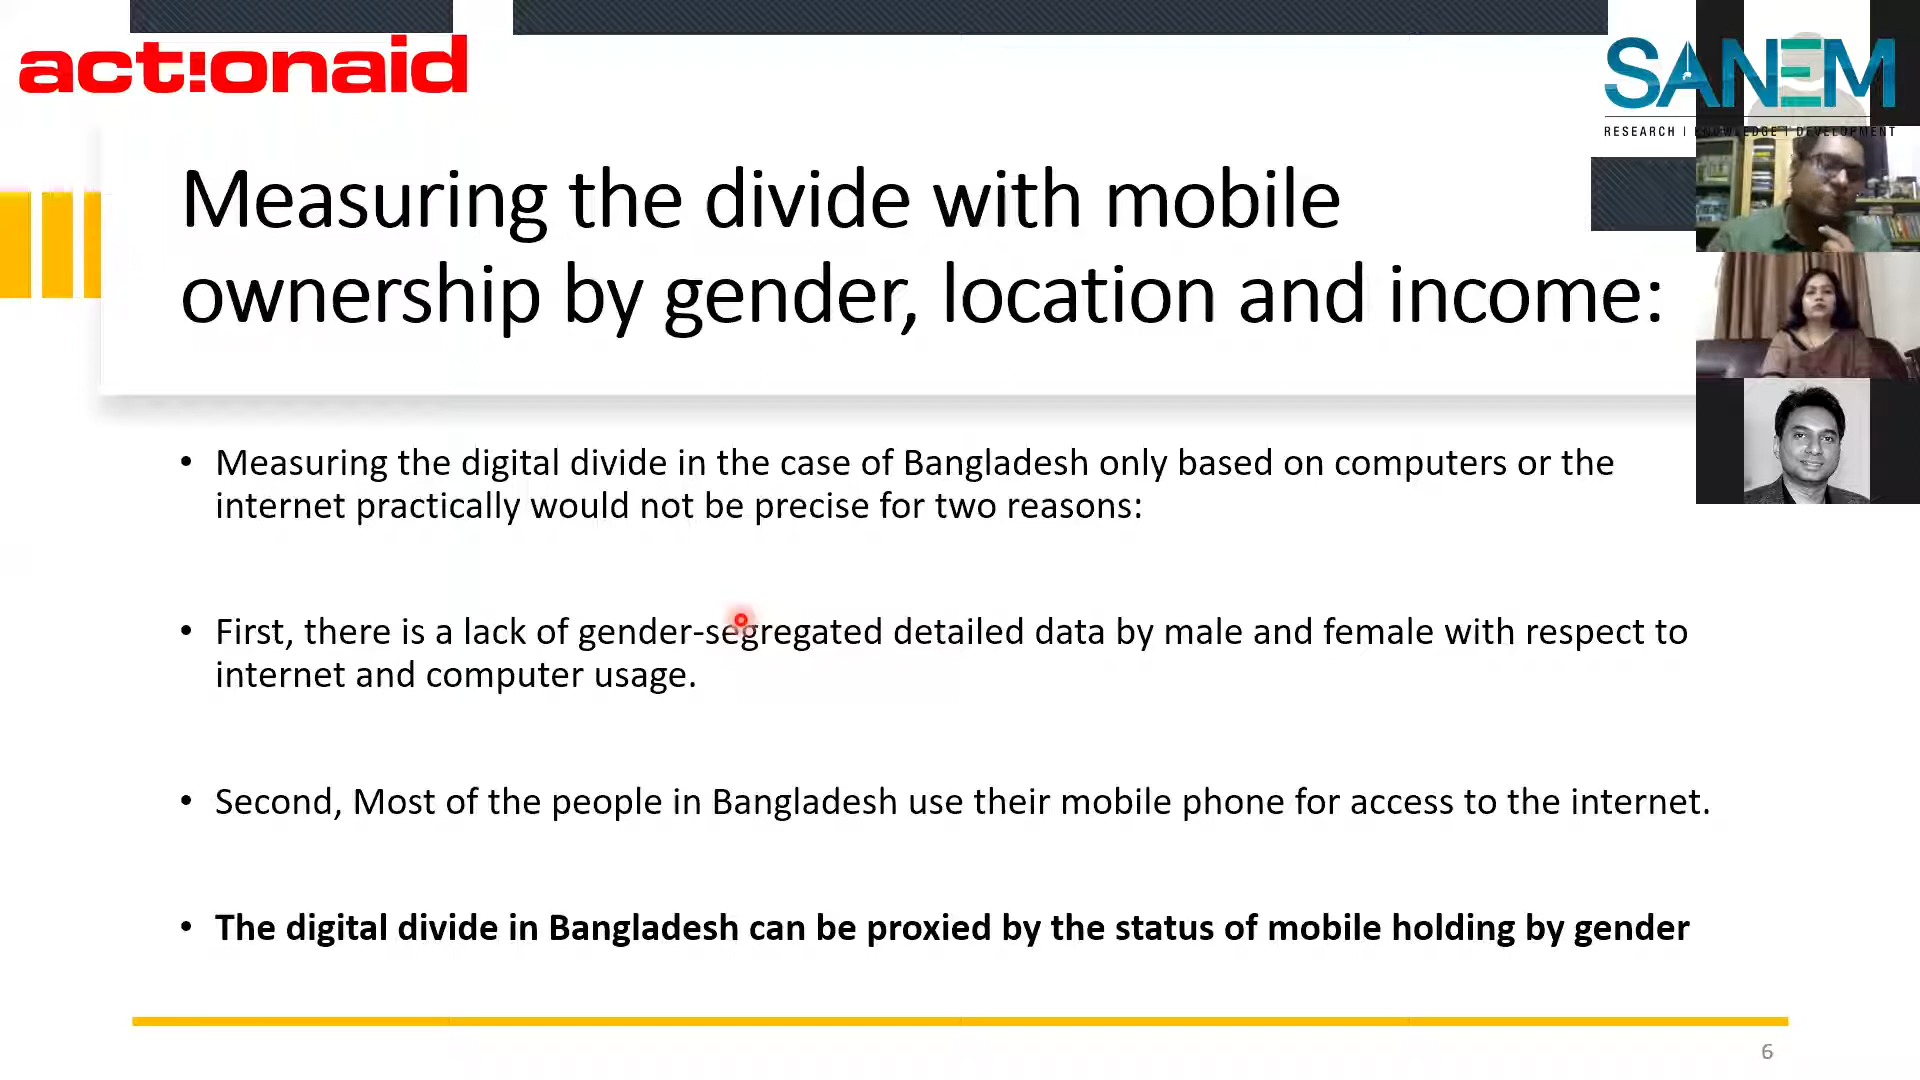 act!onaid
SANEM
RESEARCH | KNOWLEDGE | DEVELOPMENT
Measuring the divide with mobile
ownership by gender, location and income:
• Measuring the digital divide in the case of Bangladesh only based on computers or the
internet practically would not be precise for two reasons:
• First, there is a lack of gender-segregated detailed data by male and female with respect to
internet and computer usage.
• Second, Most of the people in Bangladesh use their mobile phone for access to the internet.
• The digital divide in Bangladesh can be proxied by the status of mobile holding by gender
6